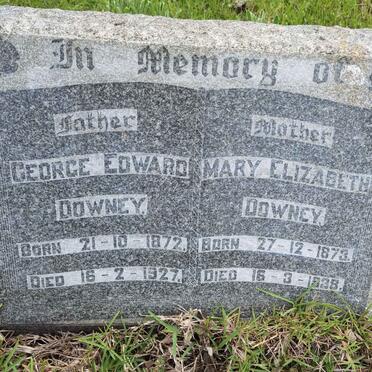 In Memory of
Father
GEORGE EDWARD
DOWNEY
BORN 21-10-1872.
DIED 16-2-1927.
Mother
MARY ELIZABETH
DOWNEY.
BORN 27-12-1873.
DIED 16-3-1938.